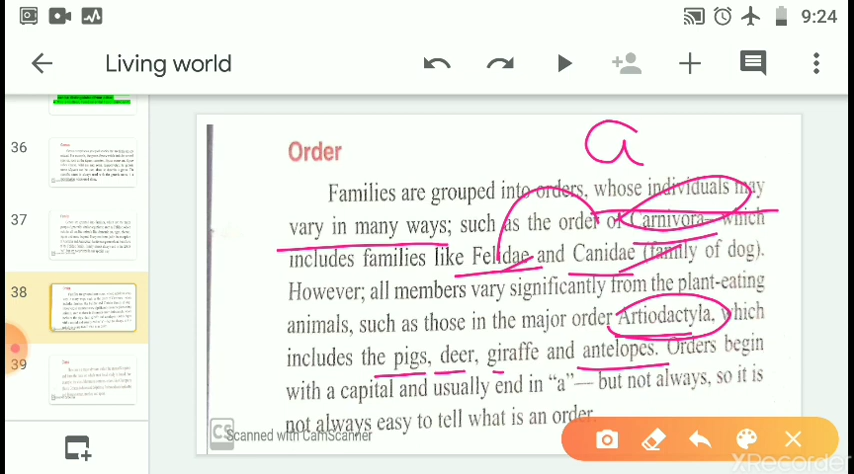 9:24
Living world
36
37
38
39
a
Order
Families are grouped into orders, whose individuals may
vary in many ways; such as the order of Carnivora– which
includes families like Felidae and Canidae (family of dog).
However; all members vary significantly from the plant-eating
animals, such as those in the major order Artiodactyla, which
includes the pigs, deer, giraffe and antelopes. Orders begin
with a capital and usually end in “a”— but not always, so it is
not always easy to tell what is an order.
CS Scanned with CamScanner
XRecorder